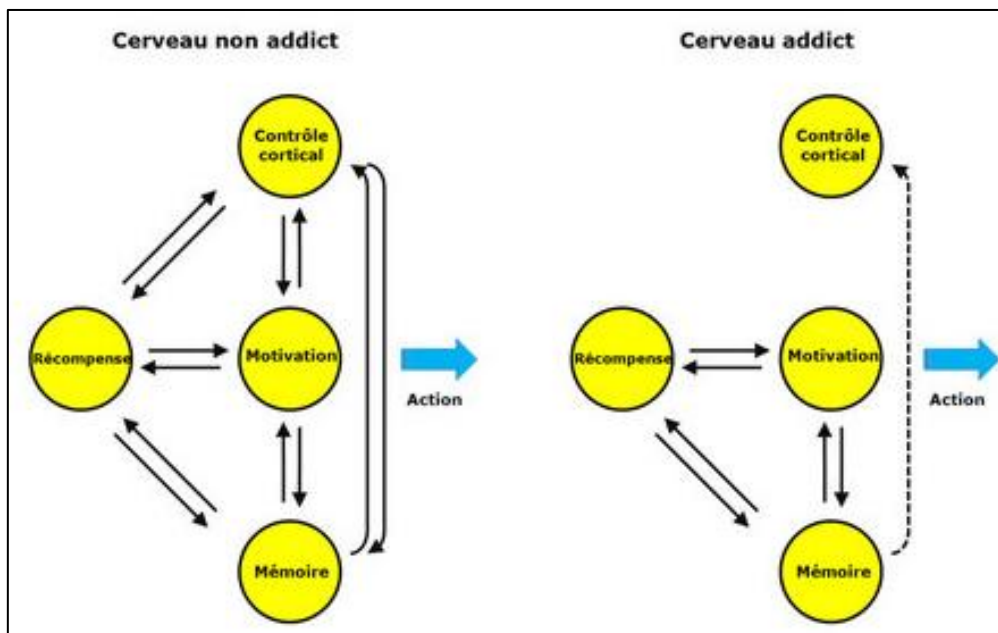 Cerveau non addict
Contrôle
cortical
Récompense
Motivation
Action
Mémoire
Cerveau addict
Contrôle
cortical
Récompense
Motivation
Action
Mémoire